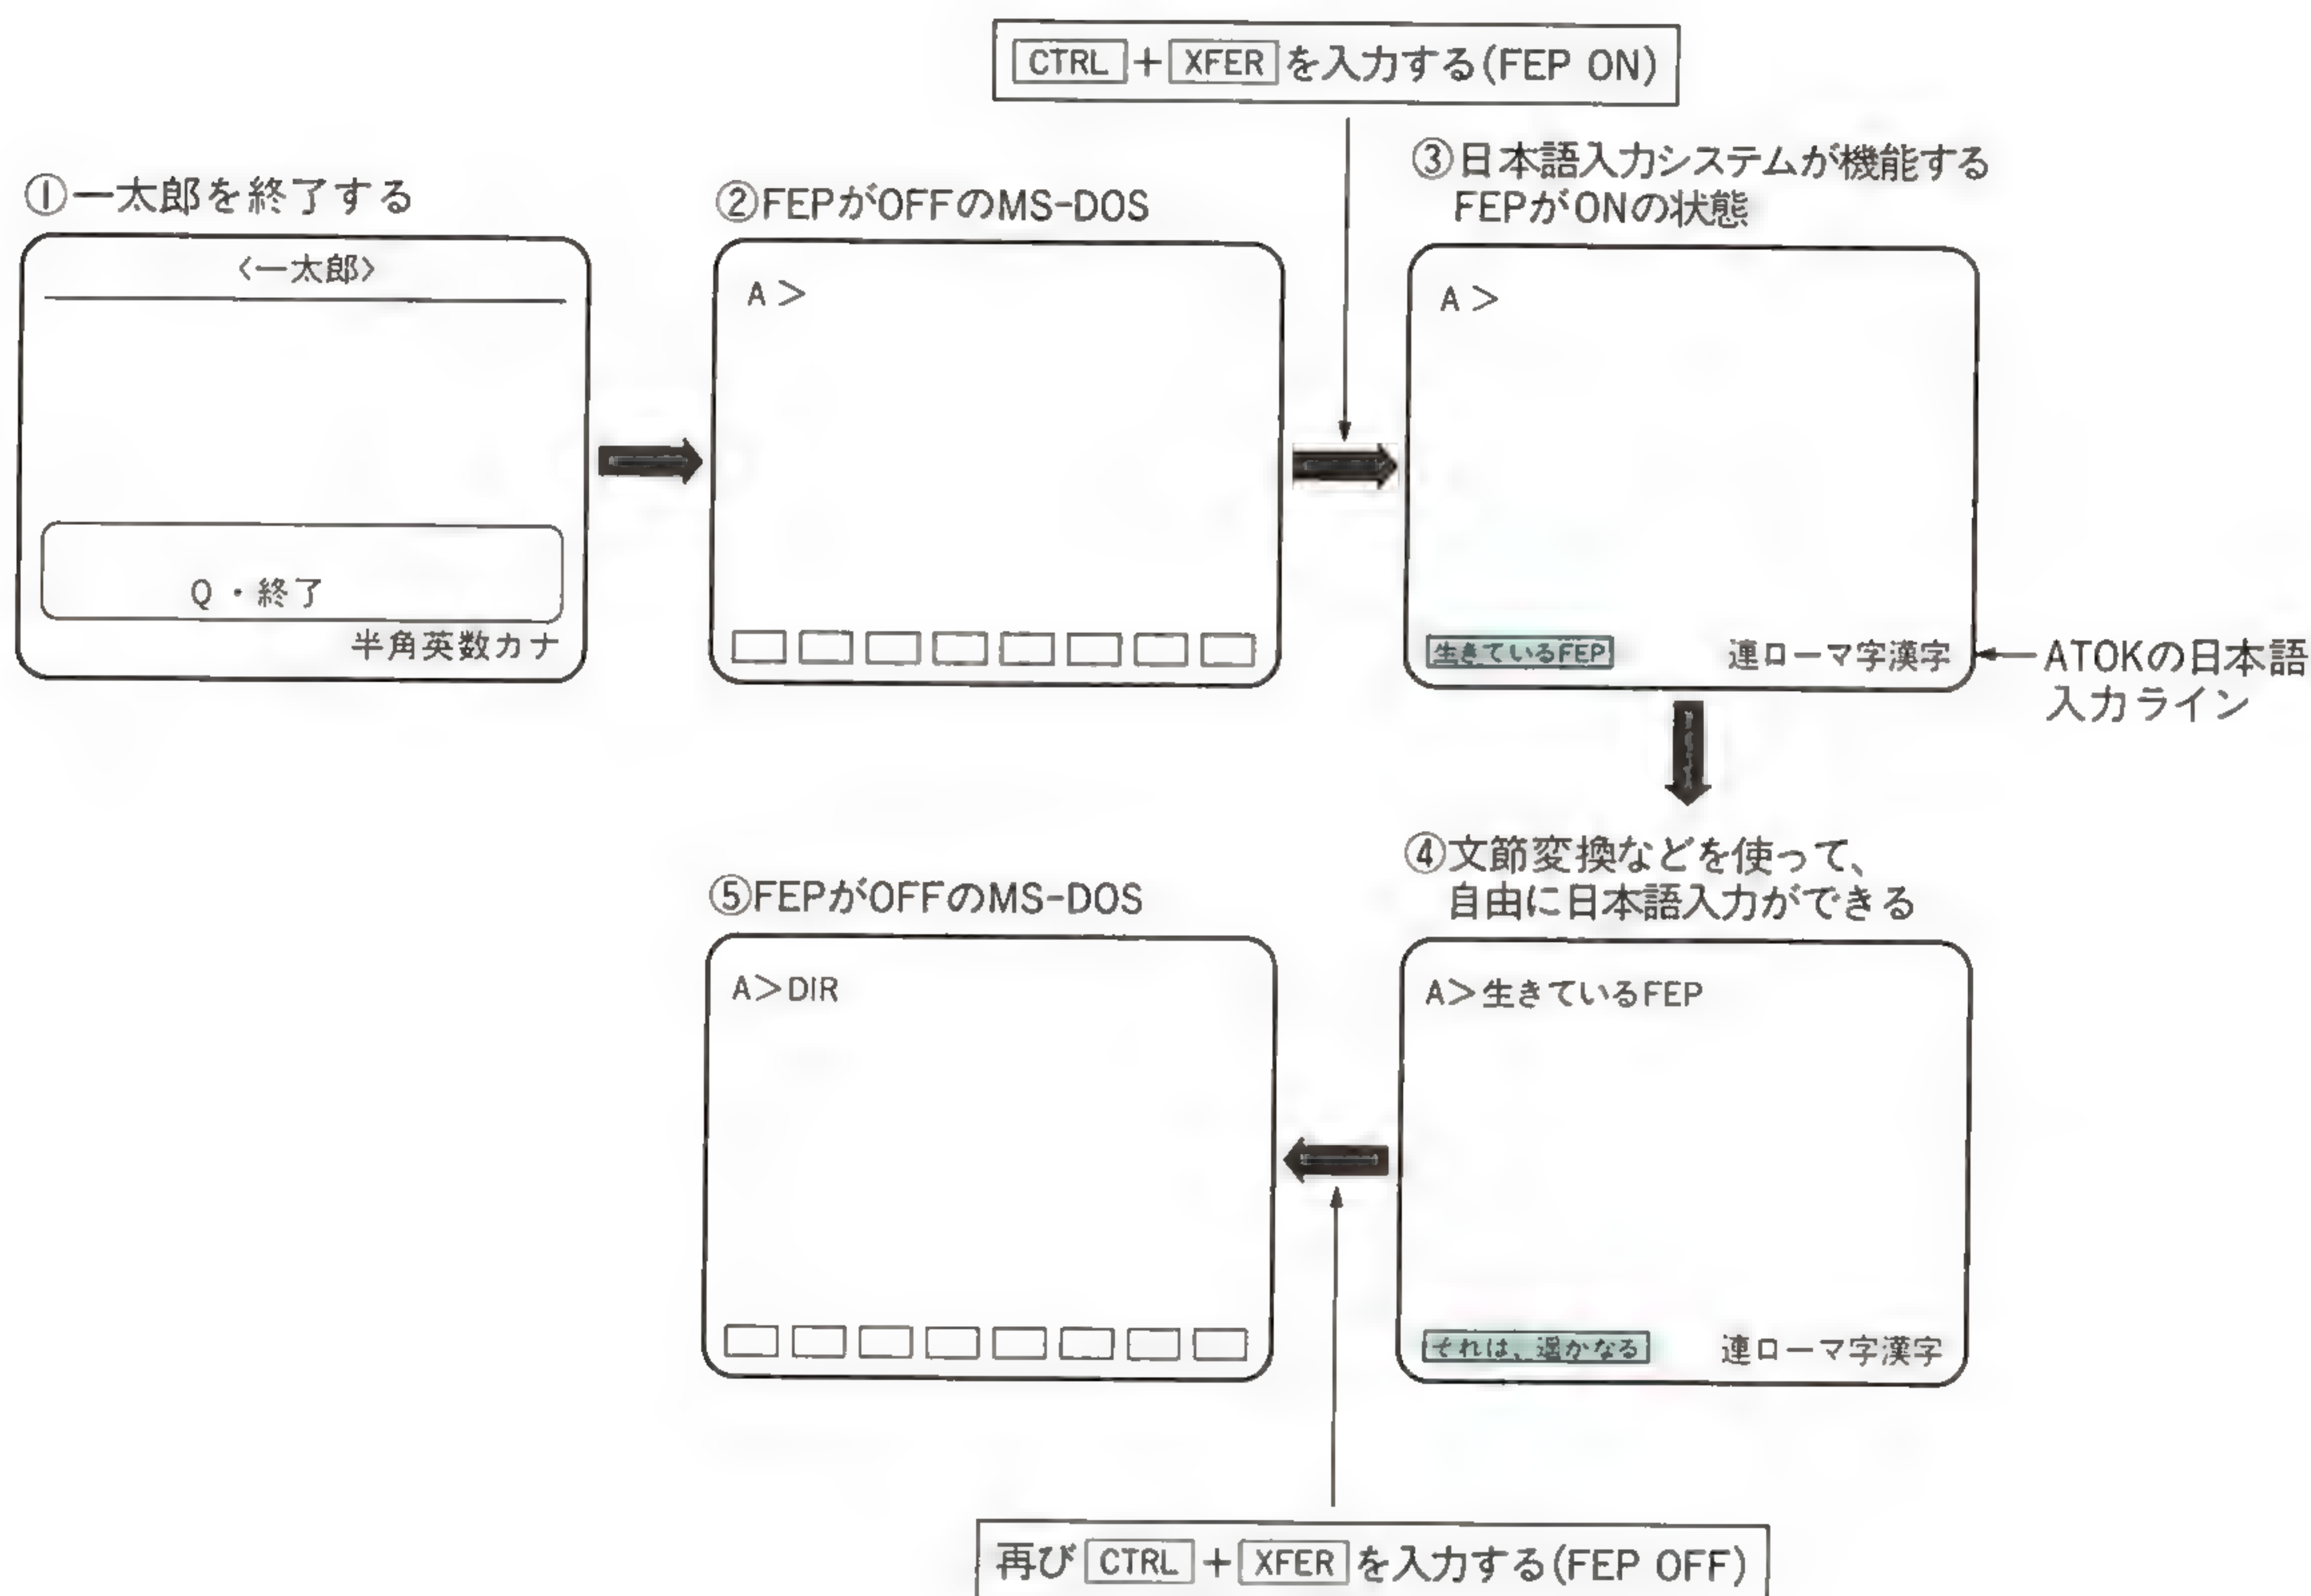 CTRL + XFER を入力する(FEP ON)
①一太郎を終了する
〈一太郎〉
Q・終了
半角英数カナ
②FEPがOFFのMS-DOS
A>
③日本語入力システムが機能する
FEPがONの状態
A>
生きているFEP 連ローマ字漢字
ATOKの日本語
入力ライン
④文節変換などを使って、
自由に日本語入力ができる
A>生きているFEP
それは、遥かなる 連ローマ字漢字
⑤FEPがOFFのMS-DOS
A>DIR
再び CTRL + XFER を入力する(FEP OFF)